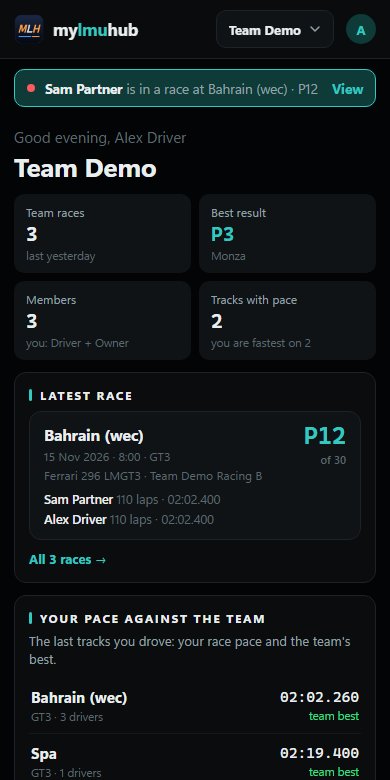 MLH mylmuhub Team Demo A
Sam Partner is in a race at Bahrain (wec) · P12 View
Good evening, Alex Driver
Team Demo
Team races
3
last yesterday
Best result
P3
Monza
Members
3
you: Driver + Owner
Tracks with pace
2
you are fastest on 2
LATEST RACE
Bahrain (wec) P12
15 Nov 2026 · 8:00 · GT3 of 30
Ferrari 296 LMGT3 · Team Demo Racing B
Sam Partner 110 laps · 02:02.400
Alex Driver 110 laps · 02:02.400
All 3 races →
YOUR PACE AGAINST THE TEAM
The last tracks you drove: your race pace and the team's
best.
Bahrain (wec) 02:02.260
GT3 · 3 drivers team best
Spa 02:19.400
GT3 · 1 drivers team best